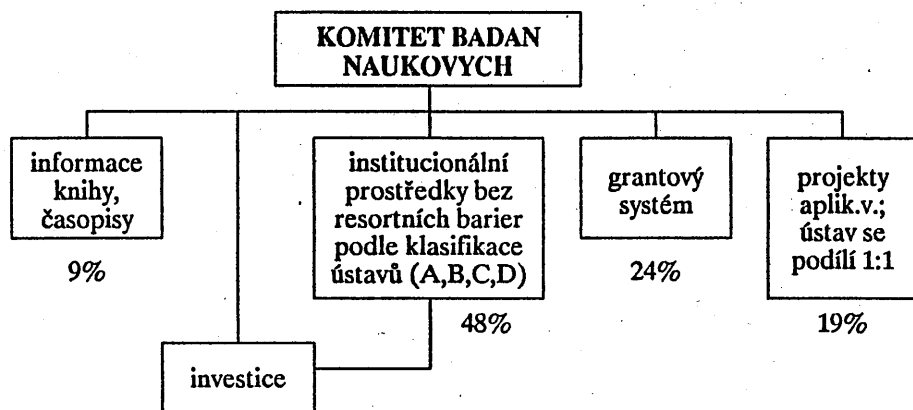 KOMITET BADAN
NAUKOVYCH
informace
knihy,
časopisy
9%
institucionální
prostředky bez
resortních barier
podle klasifikace
ústavů (A,B,C,D)
48%
grantový
systém
24%
projekty
aplik.v.;
ústav se
podílí 1:1
19%
investice